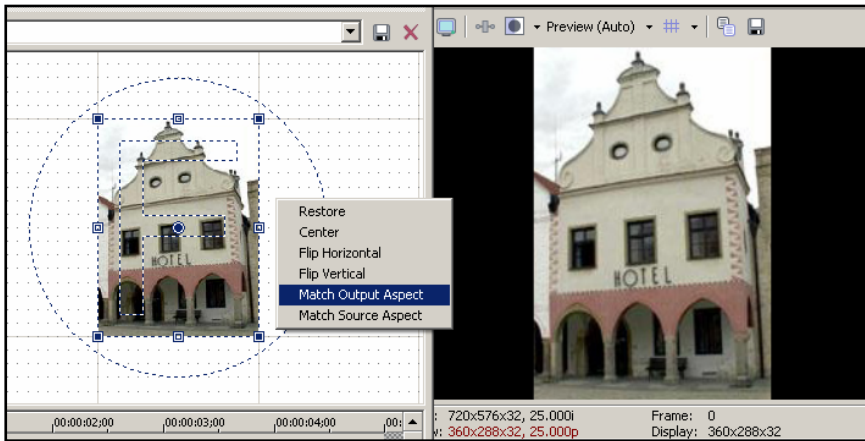 Preview (Auto)
HOTEL
HOTEL
Restore
Center
Flip Horizontal
Flip Vertical
Match Output Aspect
Match Source Aspect
,00:00:02;00 ,00:00:03;00 ,00:00:04;00 ,00:
: 720x576x32, 25.000i Frame: 0
v: 360x288x32, 25.000p Display: 360x288x32